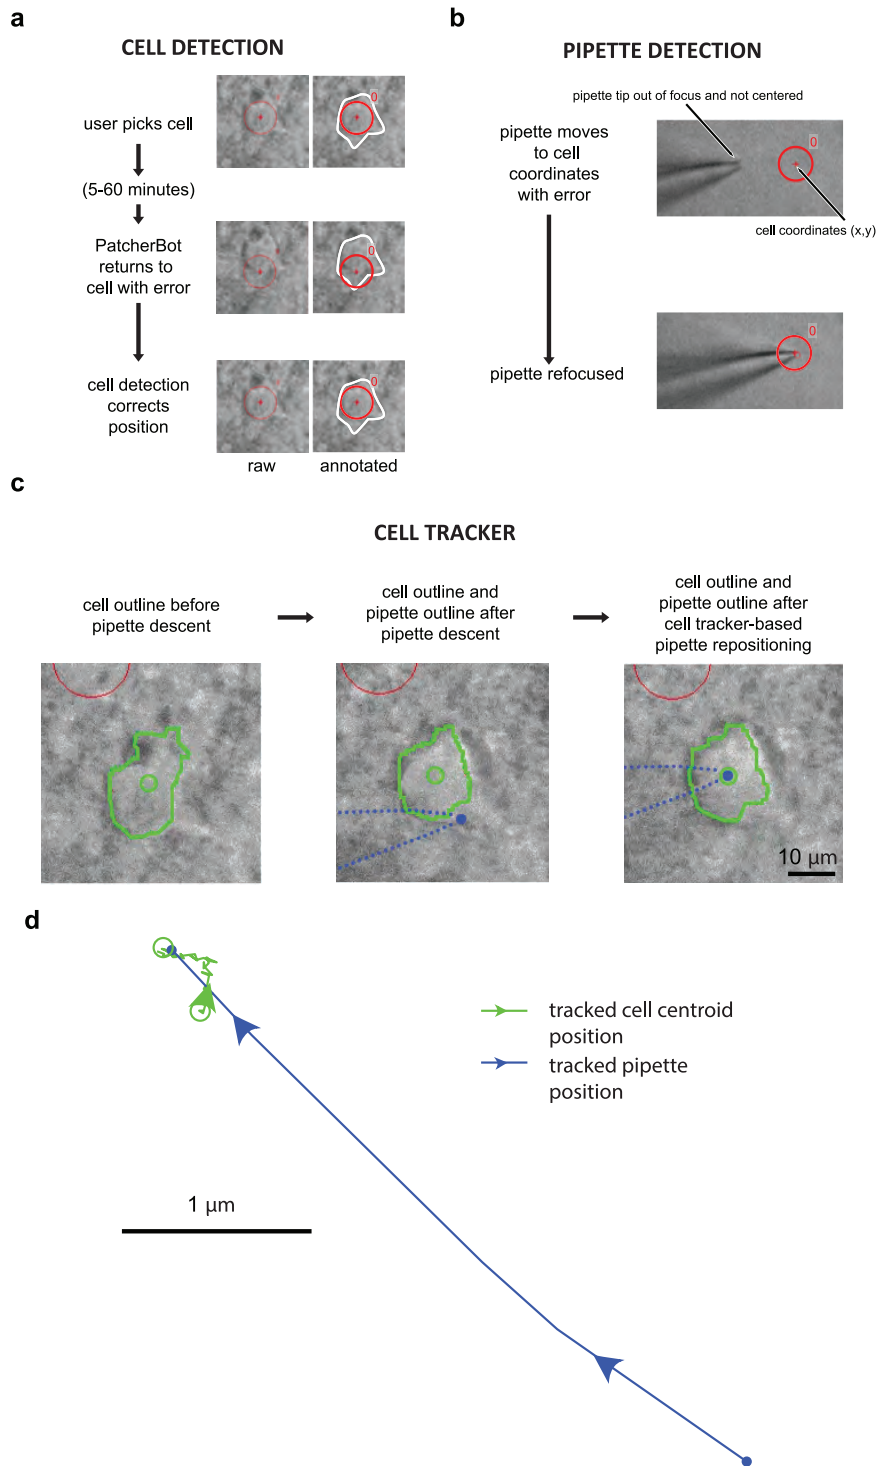 a
CELL DETECTION
user picks cell
(5-60 minutes)
PatcherBot
returns to
cell with error
cell detection
corrects
position
0
0
0
raw
annotated
b
PIPETTE DETECTION
pipette tip out of focus and not centered
pipette moves
to cell
coordinates
with error
0
cell coordinates (x,y)
pipette refocused
0
c
CELL TRACKER
cell outline before
pipette descent
cell outline and
pipette outline after
pipette descent
cell outline and
pipette outline after
cell tracker-based
pipette repositioning
10 μm
d
tracked cell centroid
position
tracked pipette
position
1 μm